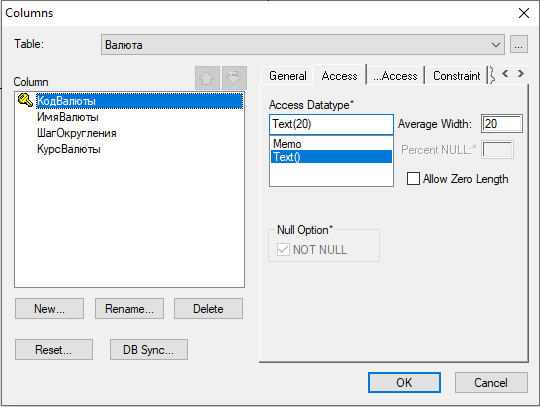 Columns
Table: Валюта ...
Column
КодВалюты
ИмяВалюты
ШагОкругления
КурсВалюты
New... Rename... Delete
Reset... DB Sync...
General Access ...Access Constraint
Access Datatype*
Text(20) Average Width: 20
Memo Percent NULL:*
Text()
Allow Zero Length
Null Option*
NOT NULL
OK Cancel